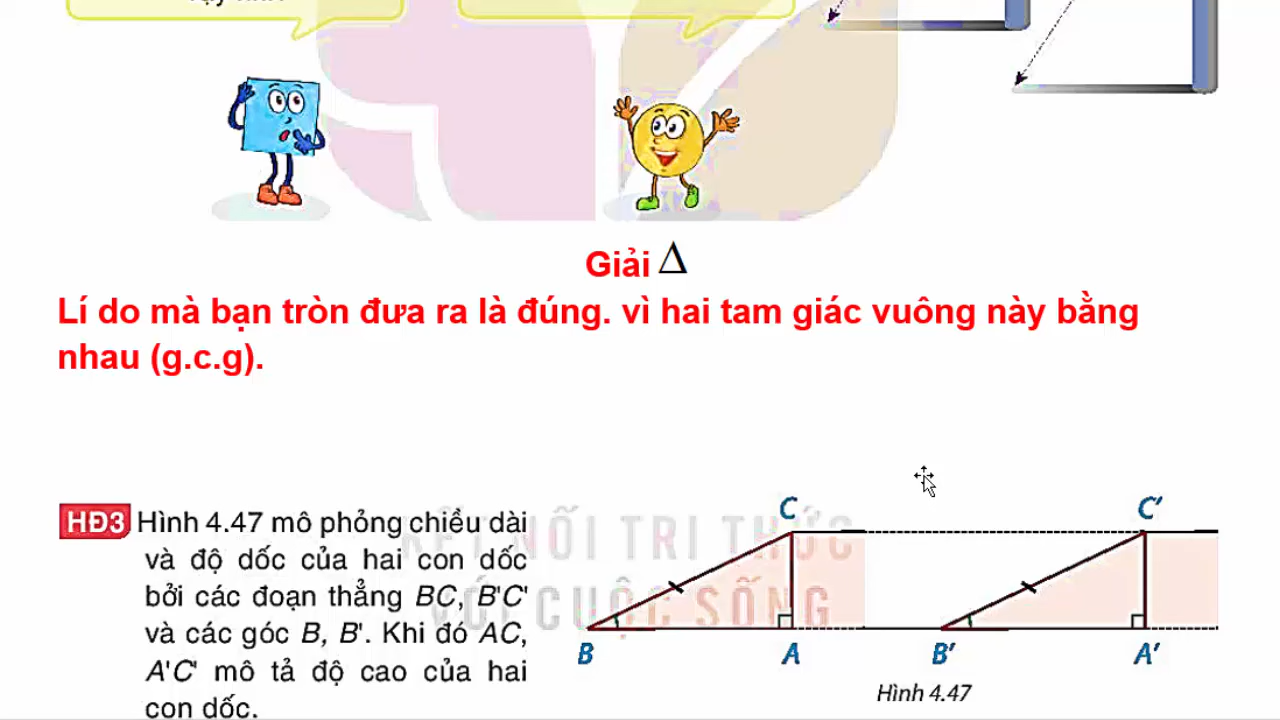 Giải Δ
Lí do mà bạn tròn đưa ra là đúng. vì hai tam giác vuông này bằng
nhau (g.c.g).
HĐ3 Hình 4.47 mô phỏng chiều dài
và độ dốc của hai con dốc
bởi các đoạn thẳng BC, B'C'
và các góc B, B'. Khi đó AC,
A'C' mô tả độ cao của hai
con dốc.
KẾT NỐI TRI THỨC
VỚI CUỘC SỐNG
C C'
B A B' A'
Hình 4.47